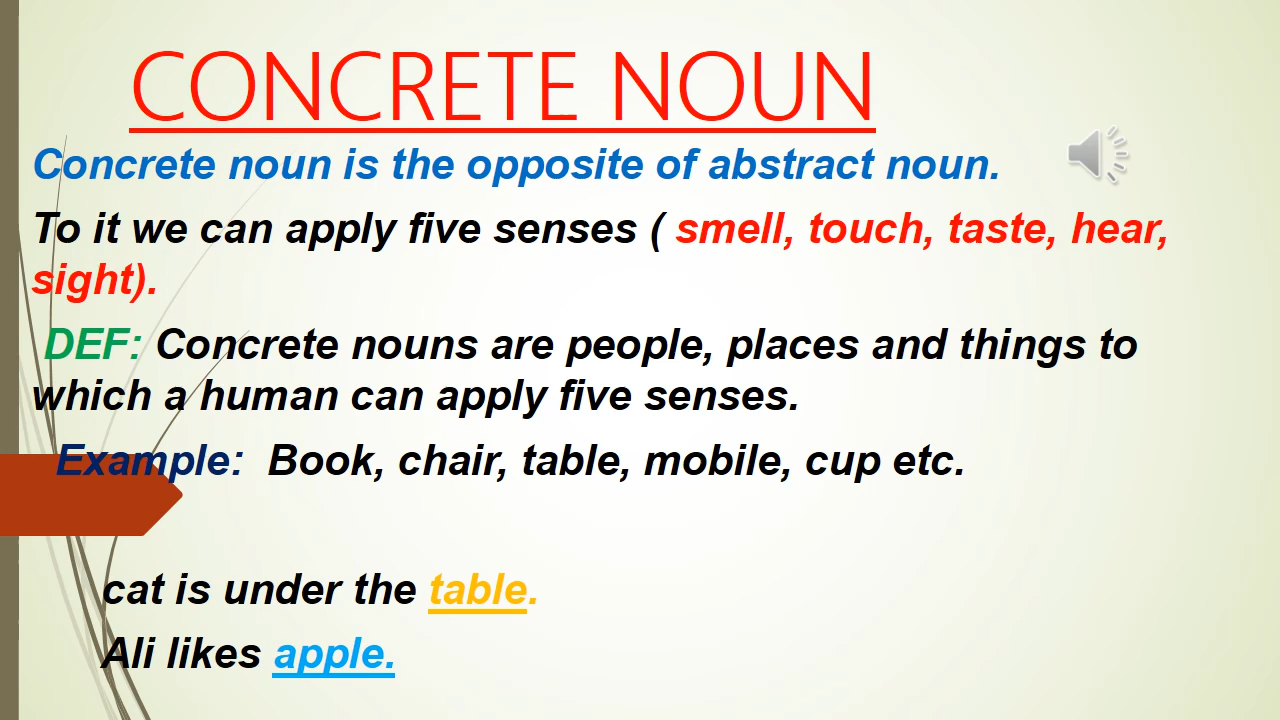 CONCRETE NOUN
Concrete noun is the opposite of abstract noun.
To it we can apply five senses ( smell, touch, taste, hear,
sight).
DEF: Concrete nouns are people, places and things to
which a human can apply five senses.
Example: Book, chair, table, mobile, cup etc.
cat is under the table.
Ali likes apple.